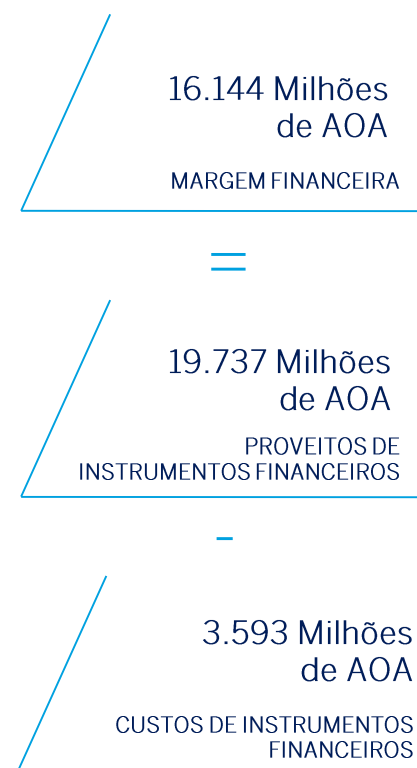 16.144 Milhões
de AOA
MARGEM FINANCEIRA
=
19.737 Milhões
de AOA
PROVEITOS DE
INSTRUMENTOS FINANCEIROS
-
3.593 Milhões
de AOA
CUSTOS DE INSTRUMENTOS
FINANCEIROS